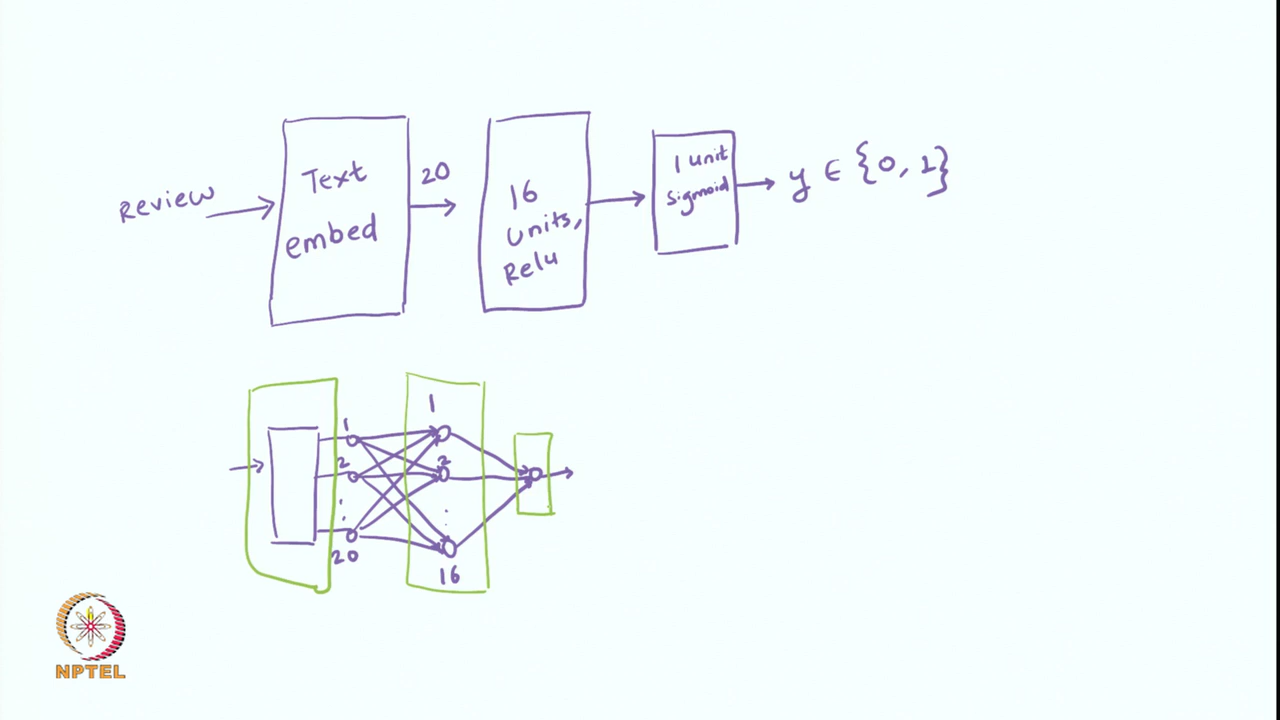 Review
Text
embed
20
16
units,
Relu
1 unit
sigmoid
y ∈ {0, 1}
1
2
:
20
1
2
:
16
NPTEL